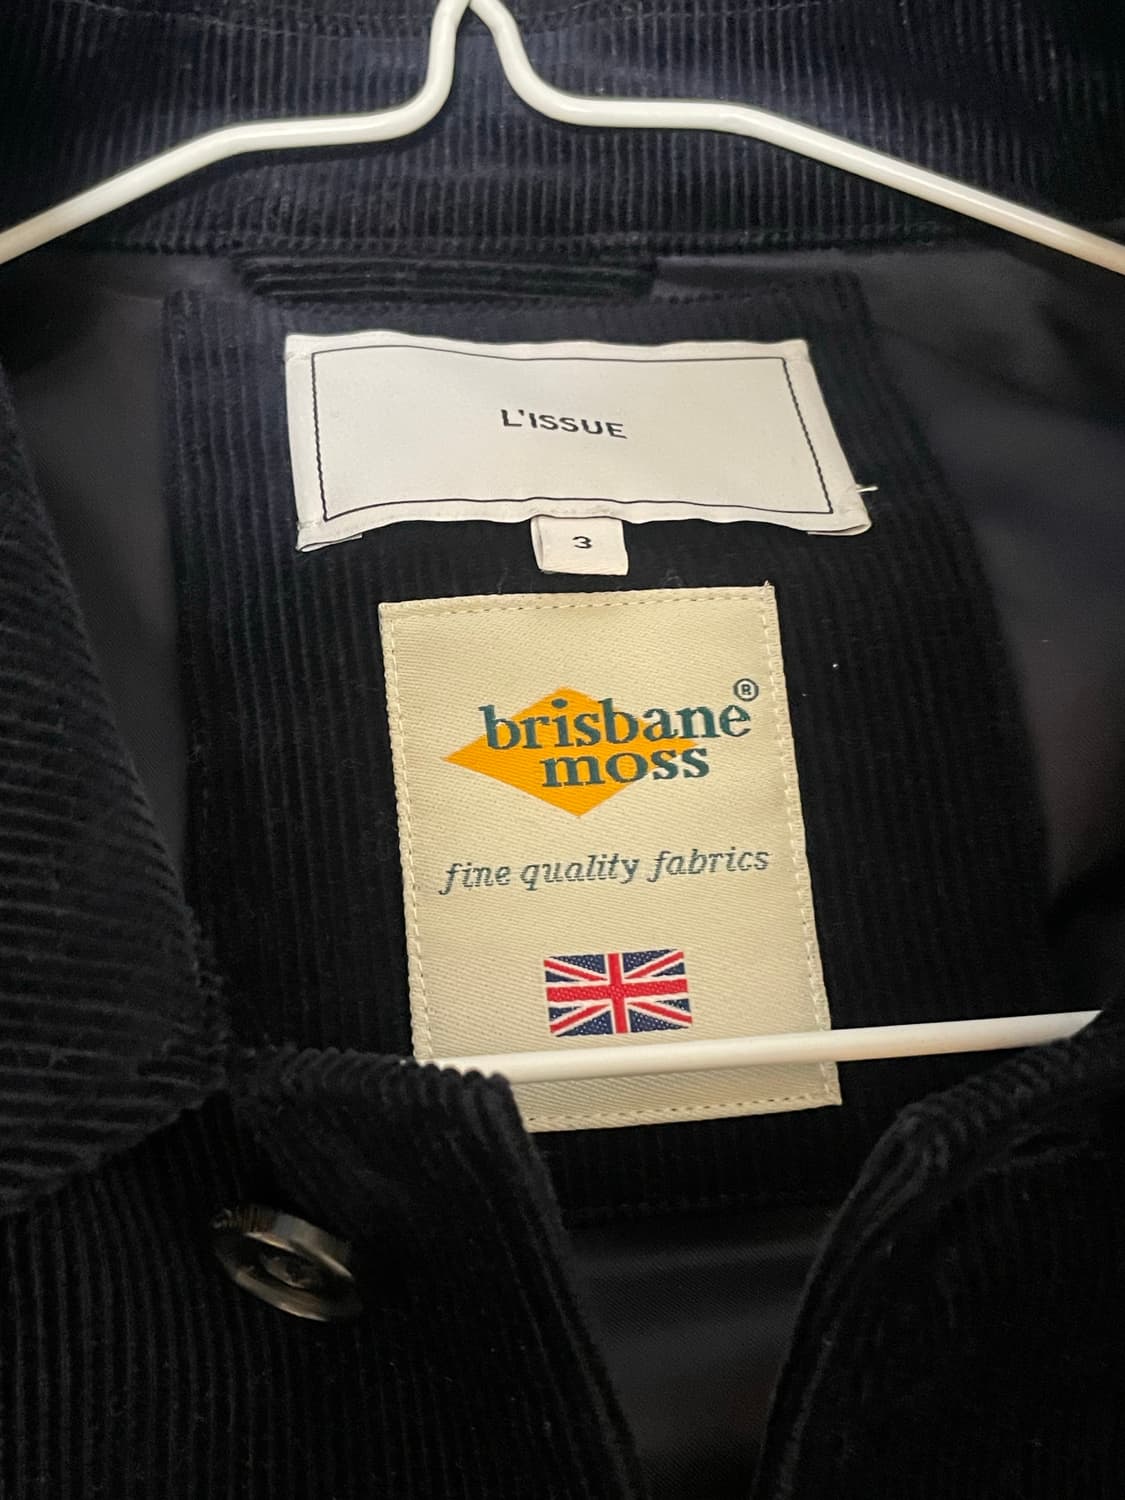 L'ISSUE
3
brisbane®
moss
fine quality fabrics